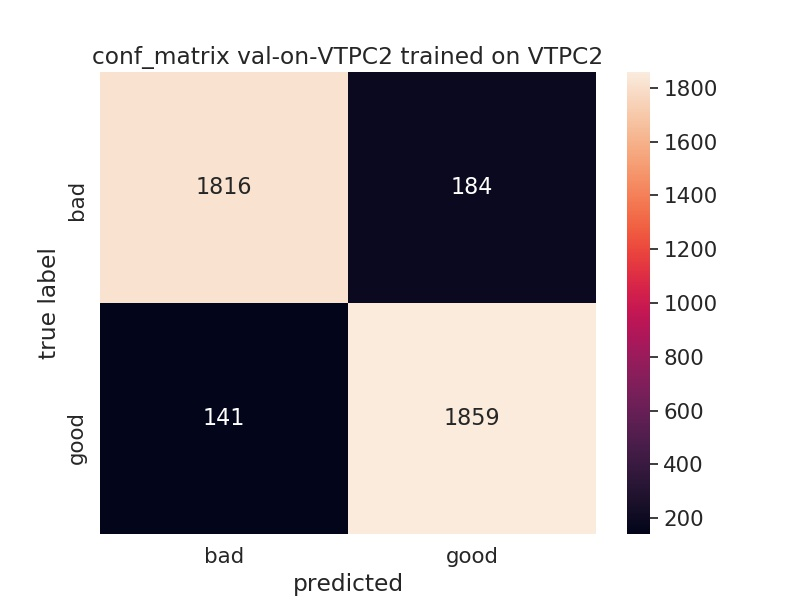 conf_matrix val-on-VTPC2 trained on VTPC2
true label
bad
1816
184
good
141
1859
bad
good
predicted
1800
1600
1400
1200
1000
800
600
400
200